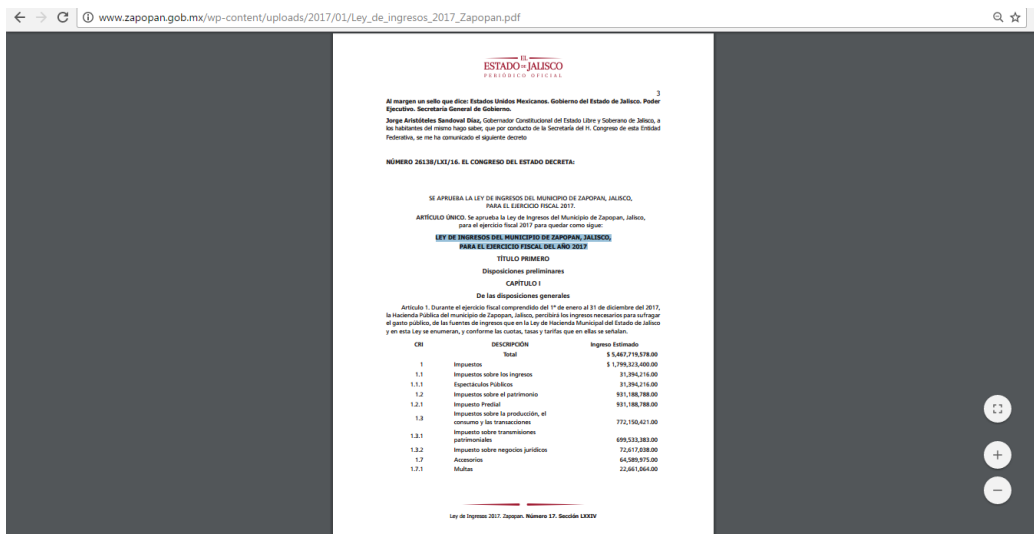 www.zapopan.gob.mx/wp-content/uploads/2017/01/Ley_de_ingresos_2017_Zapopan.pdf
EL
ESTADO DE JALISCO
PERIÓDICO OFICIAL
3
Al margen un sello que dice: Estados Unidos Mexicanos. Gobierno del Estado de Jalisco. Poder
Ejecutivo. Secretaría General de Gobierno.
Jorge Aristóteles Sandoval Díaz, Gobernador Constitucional del Estado Libre y Soberano de Jalisco, a
los habitantes del mismo hago saber, que por conducto de la Secretaría del H. Congreso de esta Entidad
Federativa, se me ha comunicado el siguiente decreto
NÚMERO 26138/LXI/16. EL CONGRESO DEL ESTADO DECRETA:
SE APRUEBA LA LEY DE INGRESOS DEL MUNICIPIO DE ZAPOPAN, JALISCO,
PARA EL EJERCICIO FISCAL 2017.
ARTÍCULO ÚNICO. Se aprueba la Ley de Ingresos del Municipio de Zapopan, Jalisco,
para el ejercicio fiscal 2017 para quedar como sigue:
LEY DE INGRESOS DEL MUNICIPIO DE ZAPOPAN, JALISCO,
PARA EL EJERCICIO FISCAL DEL AÑO 2017
TÍTULO PRIMERO
Disposiciones preliminares
CAPÍTULO I
De las disposiciones generales
Artículo 1. Durante el ejercicio fiscal comprendido del 1° de enero al 31 de diciembre del 2017,
la Hacienda Pública del municipio de Zapopan, Jalisco, percibirá los ingresos necesarios para sufragar
el gasto público, de las fuentes de ingresos que en la Ley de Hacienda Municipal del Estado de Jalisco
y en esta Ley se enumeran, y conforme las cuotas, tasas y tarifas que en ellas se señalan.
CRI DESCRIPCIÓN Ingreso Estimado
Total $ 5,467,719,578.00
1 Impuestos $ 1,799,323,400.00
1.1 Impuestos sobre los ingresos 31,394,216.00
1.1.1 Espectáculos Públicos 31,394,216.00
1.2 Impuestos sobre el patrimonio 931,188,788.00
1.2.1 Impuesto Predial 931,188,788.00
1.3 Impuestos sobre la producción, el
consumo y las transacciones 772,150,421.00
1.3.1 Impuesto sobre transmisiones
patrimoniales 699,533,383.00
1.3.2 Impuesto sobre negocios jurídicos 72,617,038.00
1.7 Accesorios 64,589,975.00
1.7.1 Multas 22,661,064.00
Ley de Ingresos 2017. Zapopan. Número 17. Sección LXXIV